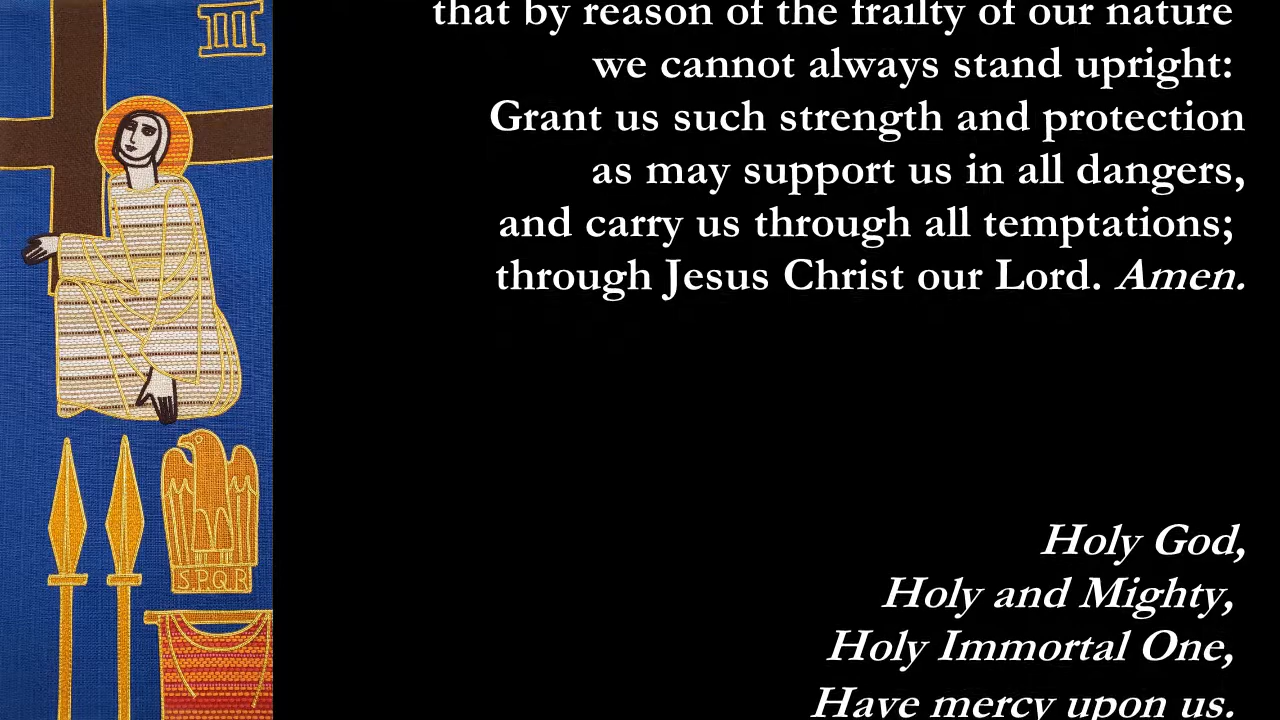 III
that by reason of the frailty of our nature
we cannot always stand upright:
Grant us such strength and protection
as may support us in all dangers,
and carry us through all temptations;
through Jesus Christ our Lord. Amen.
SPQR
Holy God,
Holy and Mighty,
Holy Immortal One,
Have mercy upon us.